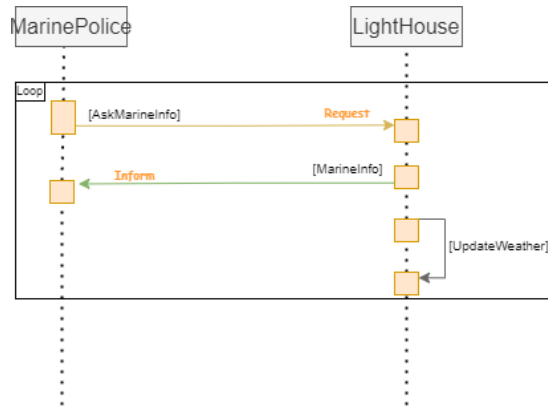 MarinePolice
LightHouse
Loop
[AskMarineInfo]
Request
[MarineInfo]
Inform
[UpdateWeather]